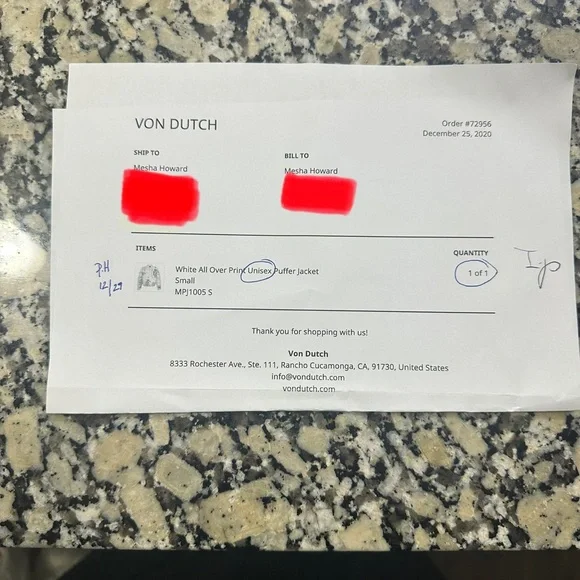 VON DUTCH
Order #72956
December 25, 2020
SHIP TO
Mesha Howard
BILL TO
Mesha Howard
ITEMS
QUANTITY
P.H
12/29
White All Over Print Unisex Puffer Jacket
Small
MPJ1005 S
1 of 1
Thank you for shopping with us!
Von Dutch
8333 Rochester Ave., Ste. 111, Rancho Cucamonga, CA, 91730, United States
info@vondutch.com
vondutch.com